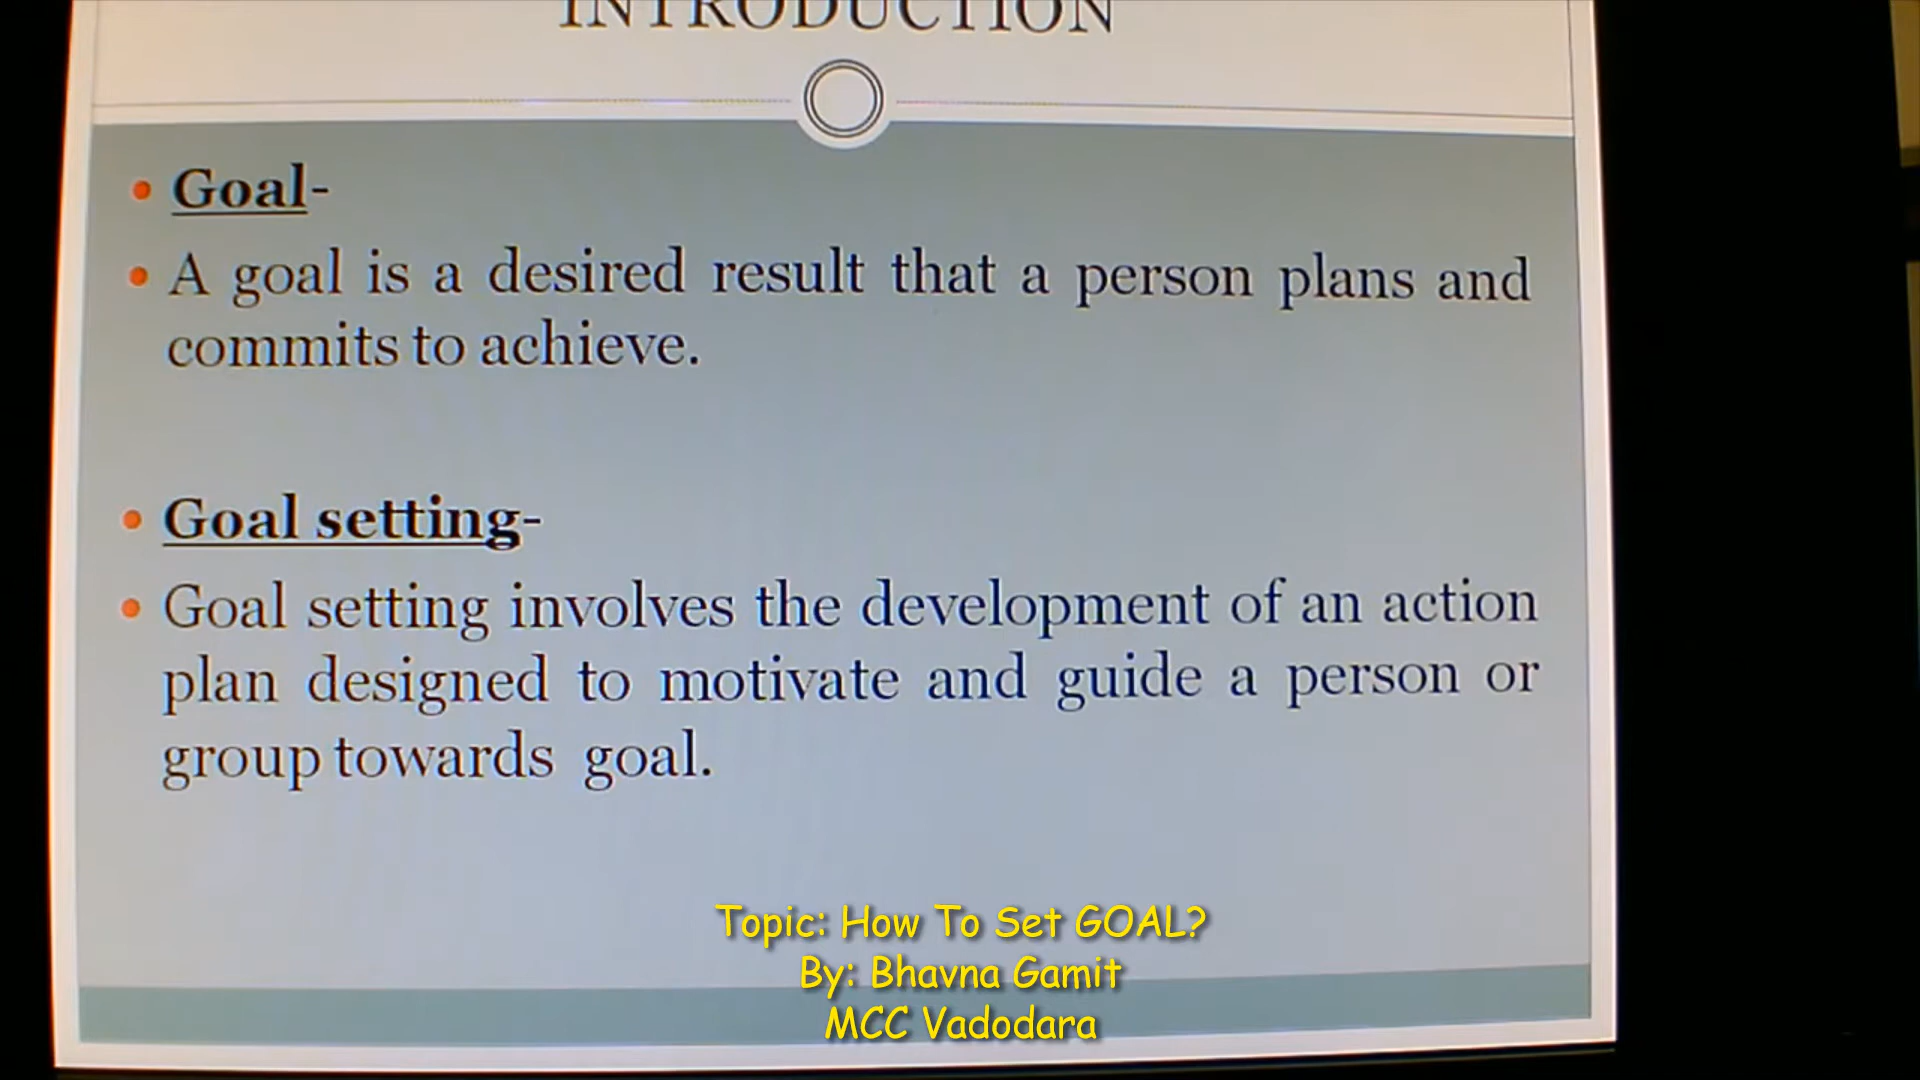 INTRODUCTION
Goal-
A goal is a desired result that a person plans and
commits to achieve.
Goal setting-
Goal setting involves the development of an action
plan designed to motivate and guide a person or
group towards goal.
Topic: How To Set GOAL?
By: Bhavna Gamit
MCC Vadodara